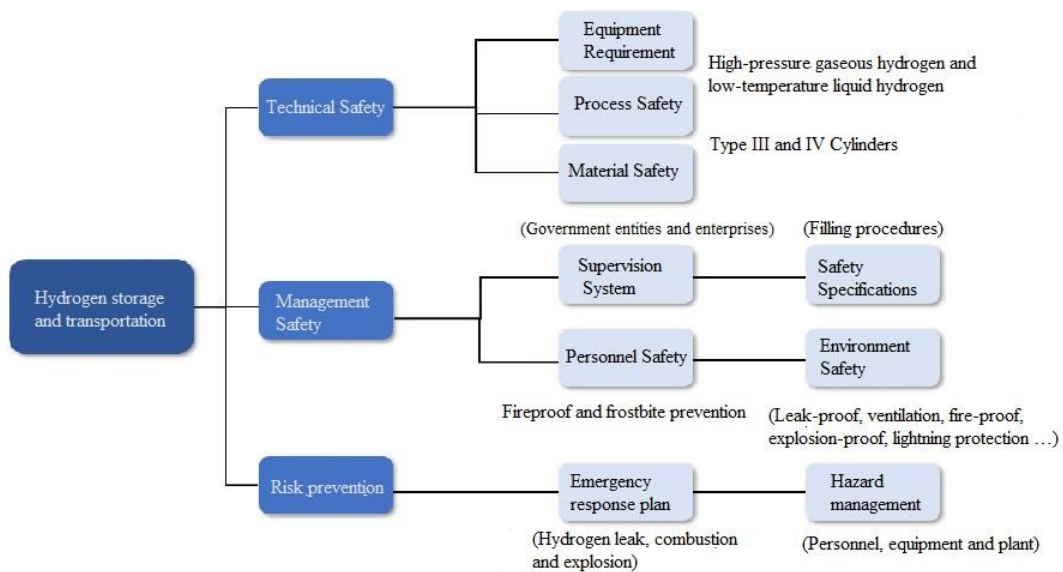 Equipment
Requirement
High-pressure gaseous hydrogen and
low-temperature liquid hydrogen
Technical Safety
Process Safety
Type III and IV Cylinders
Material Safety
(Government entities and enterprises)
(Filling procedures)
Supervision
System
Safety
Specifications
Hydrogen storage
and transportation
Management
Safety
Personnel Safety
Environment
Safety
Fireproof and frostbite prevention
(Leak-proof, ventilation, fire-proof,
explosion-proof, lightning protection …)
Risk prevention
Emergency
response plan
Hazard
management
(Hydrogen leak, combustion
and explosion)
(Personnel, equipment and plant)